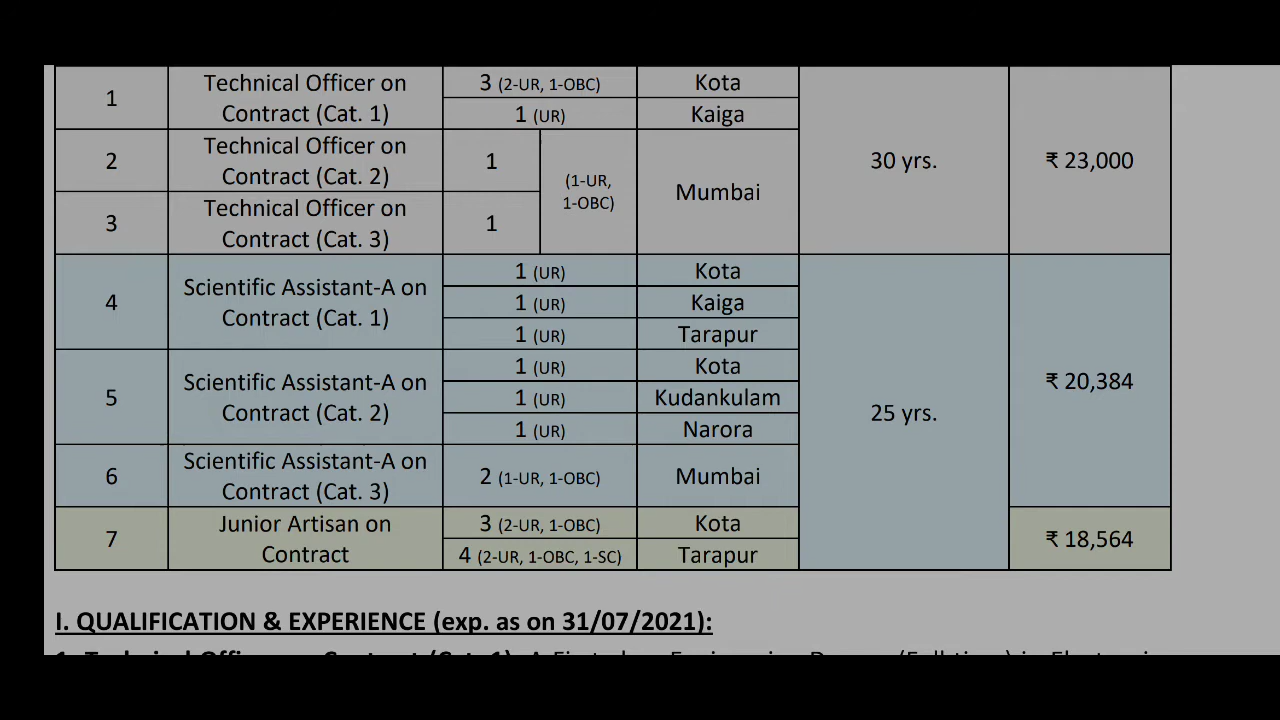 1
Technical Officer on
Contract (Cat. 1)
3 (2-UR, 1-OBC)
Kota
1 (UR)
Kaiga
30 yrs.
₹ 23,000
2
Technical Officer on
Contract (Cat. 2)
1
(1-UR,
1-OBC)
Mumbai
3
Technical Officer on
Contract (Cat. 3)
1
4
Scientific Assistant-A on
Contract (Cat. 1)
1 (UR)
Kota
1 (UR)
Kaiga
1 (UR)
Tarapur
25 yrs.
₹ 20,384
5
Scientific Assistant-A on
Contract (Cat. 2)
1 (UR)
Kota
1 (UR)
Kudankulam
1 (UR)
Narora
6
Scientific Assistant-A on
Contract (Cat. 3)
2 (1-UR, 1-OBC)
Mumbai
7
Junior Artisan on
Contract
3 (2-UR, 1-OBC)
Kota
4 (2-UR, 1-OBC, 1-SC)
Tarapur
₹ 18,564
I. QUALIFICATION & EXPERIENCE (exp. as on 31/07/2021):